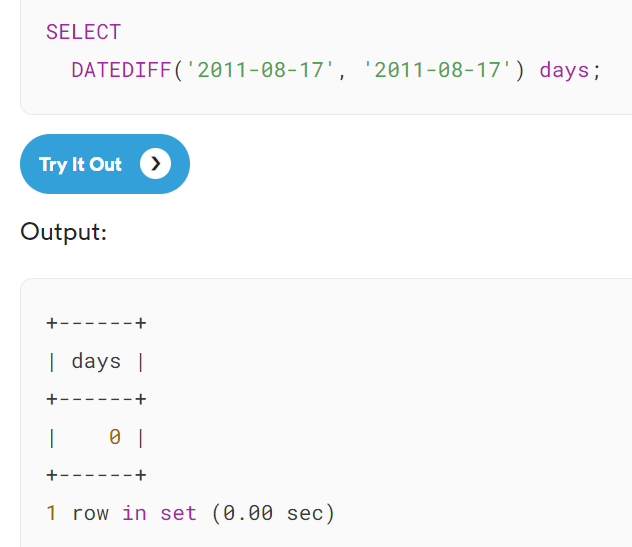 SELECT
  DATEDIFF('2011-08-17', '2011-08-17') days;
Try It Out
Output:
+------+
| days |
+------+
|    0 |
+------+
1 row in set (0.00 sec)